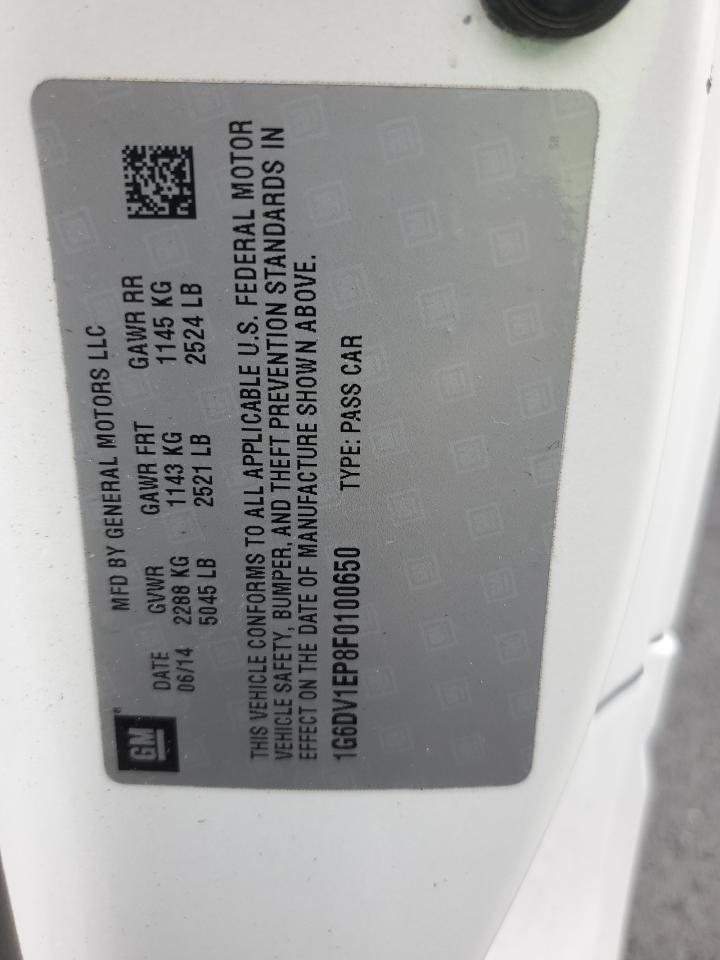 GM®
MFD BY GENERAL MOTORS LLC
DATE GVWR GAWR FRT GAWR RR
06/14 2288 KG 1143 KG 1145 KG
5045 LB 2521 LB 2524 LB
THIS VEHICLE CONFORMS TO ALL APPLICABLE U.S. FEDERAL MOTOR
VEHICLE SAFETY, BUMPER, AND THEFT PREVENTION STANDARDS IN
EFFECT ON THE DATE OF MANUFACTURE SHOWN ABOVE.
1G6DV1EP8F0100650 TYPE: PASS CAR
SR